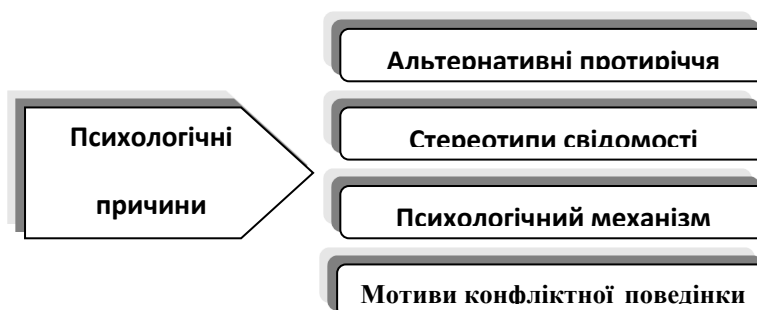 Психологічні
причини
Альтернативні протиріччя
Стереотипи свідомості
Психологічний механізм
Мотиви конфліктної поведінки